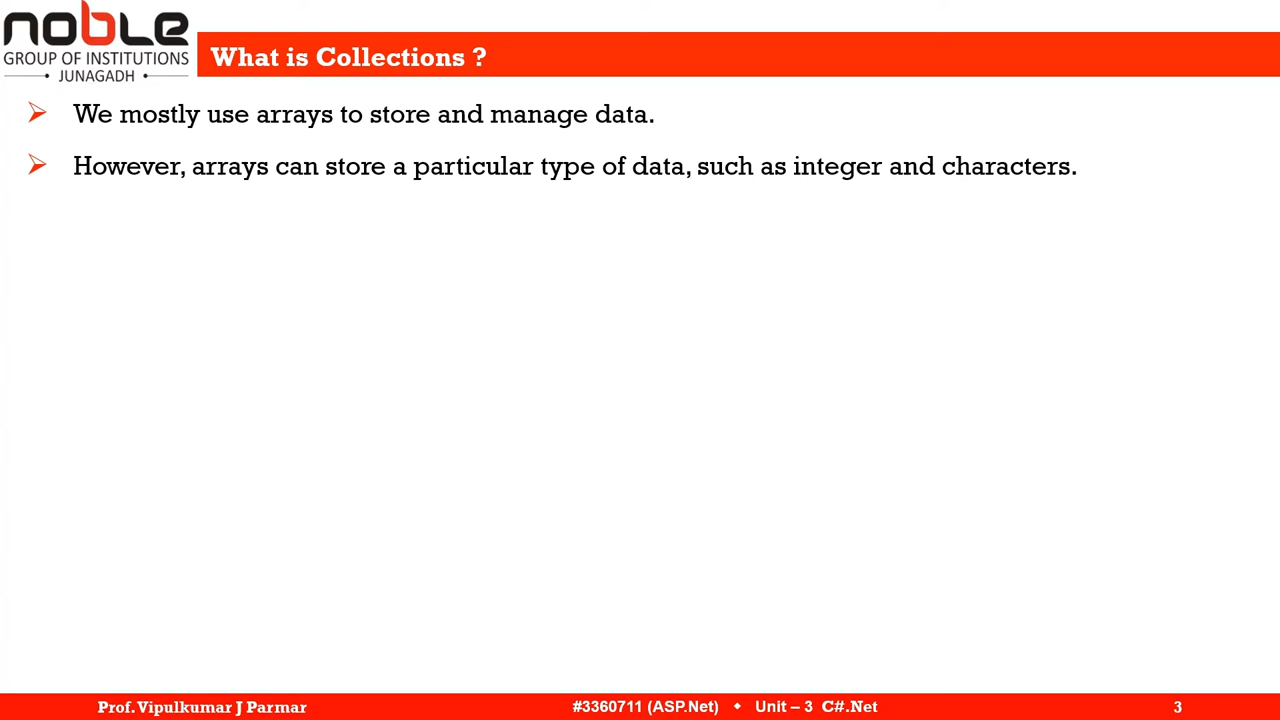 noble
GROUP OF INSTITUTIONS
JUNAGADH
What is Collections ?
We mostly use arrays to store and manage data.
However, arrays can store a particular type of data, such as integer and characters.
Prof. Vipulkumar J Parmar
#3360711 (ASP.Net) Unit – 3 C#.Net
3